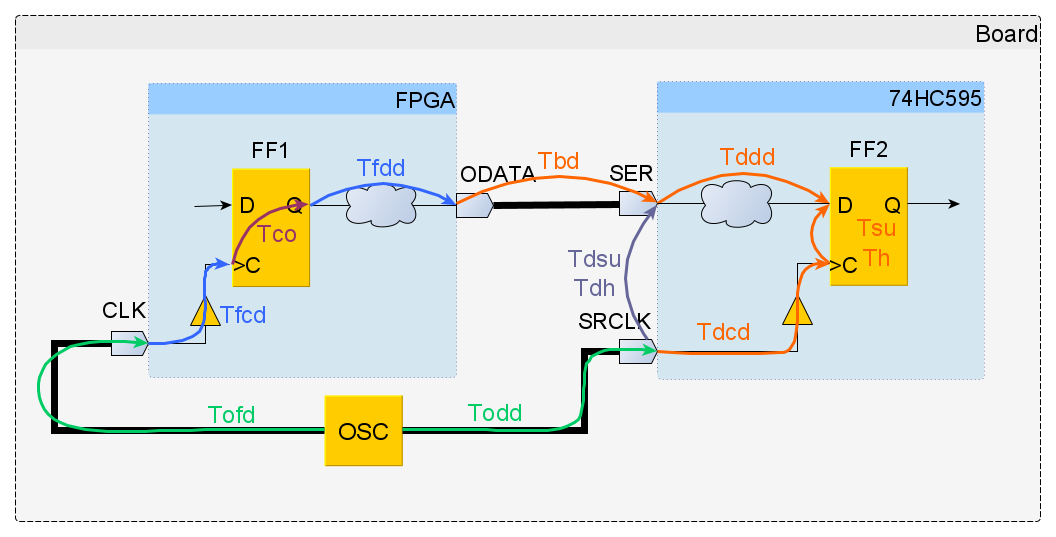 Board
FPGA
74HC595
FF1
FF2
Tfdd
Tbd
Tddd
ODATA
SER
D
Q
D
Q
Tco
Tsu
>C
Th
>C
Tdsu
Tdh
CLK
Tfcd
SRCLK
Tdcd
Tofd
Todd
OSC